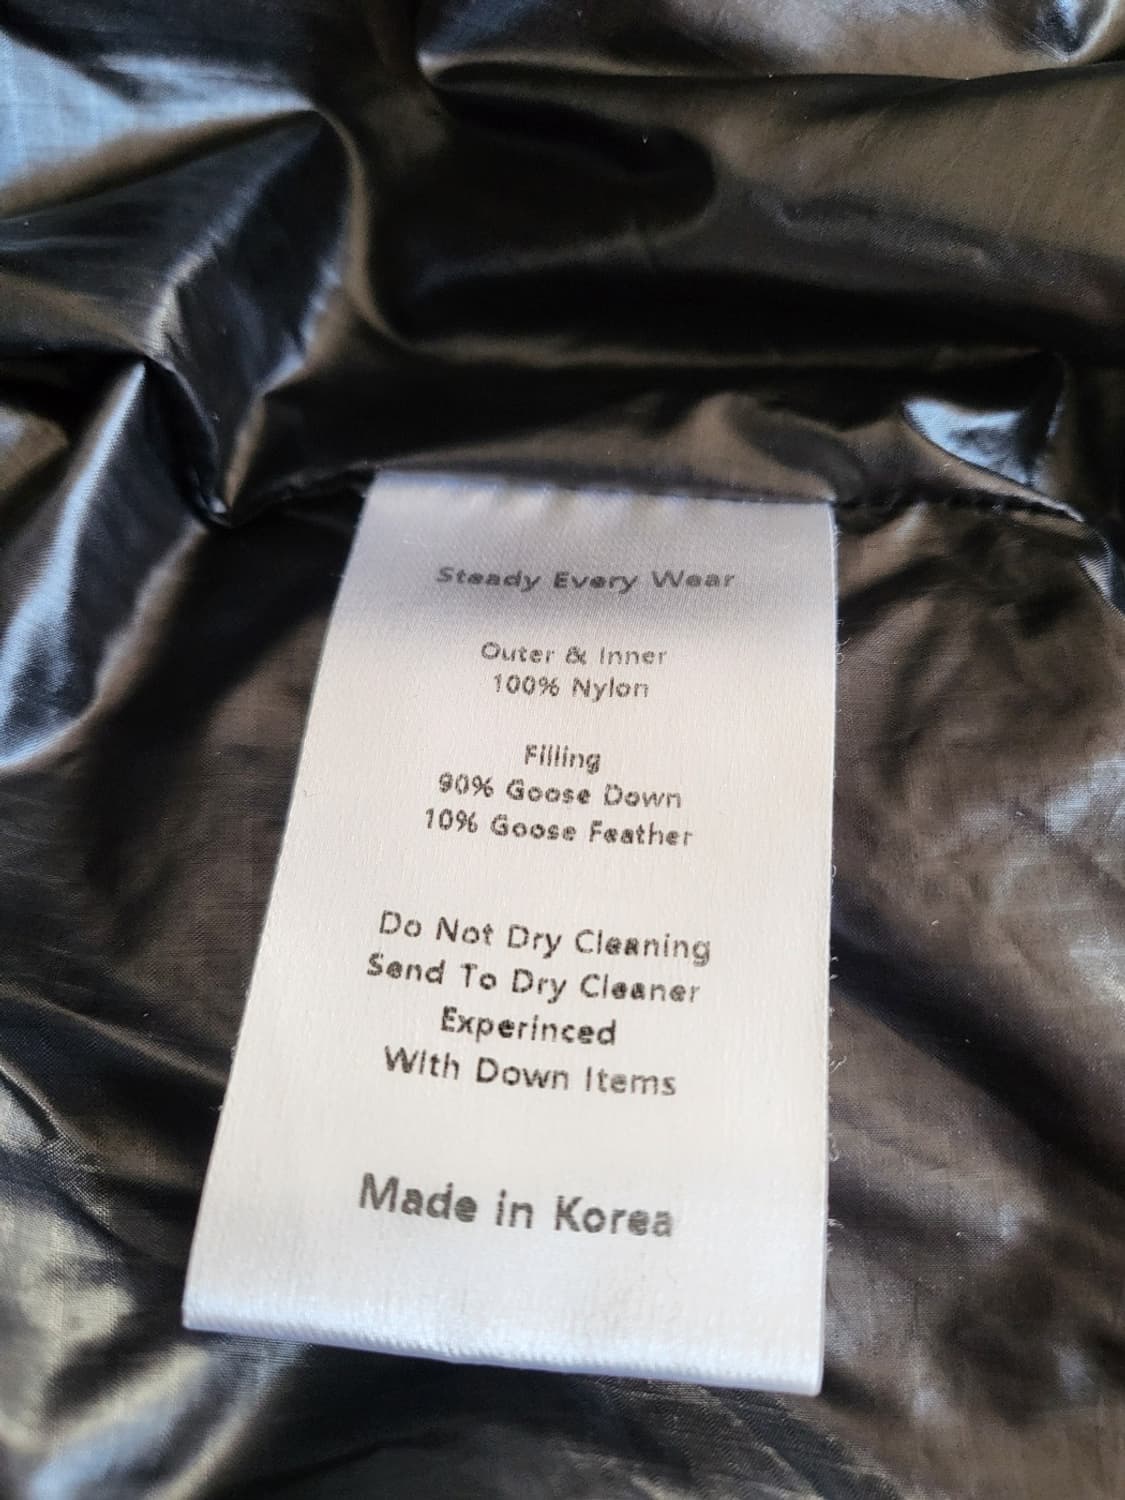 Steady Every Wear
Outer & Inner
100% Nylon
Filling
90% Goose Down
10% Goose Feather
Do Not Dry Cleaning
Send To Dry Cleaner
Experinced
With Down Items
Made in Korea